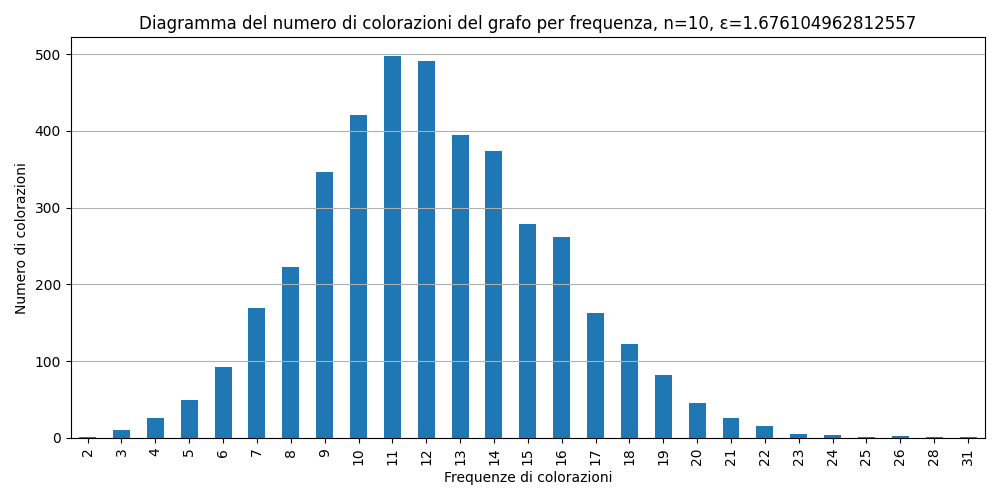 Diagramma del numero di colorazioni del grafo per frequenza, n=10, ε=1.676104962812557
500
400
300
200
100
0
Numero di colorazioni
2 3 4 5 6 7 8 9 10 11 12 13 14 15 16 17 18 19 20 21 22 23 24 25 26 28 31
Frequenze di colorazioni